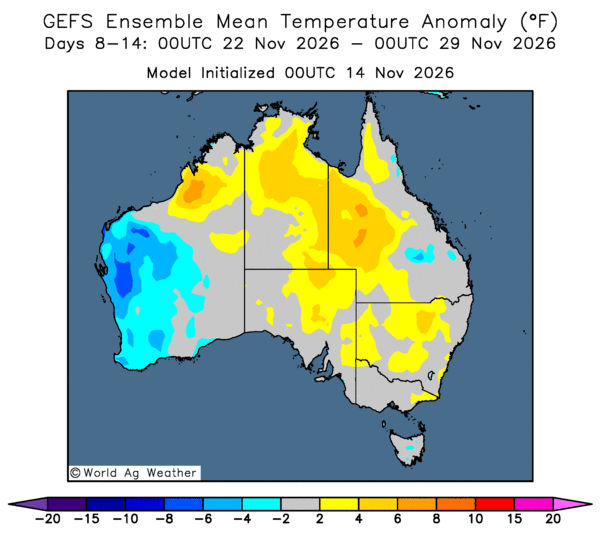 GEFS Ensemble Mean Temperature Anomaly (°F)
Days 8−14: 00UTC 22 Nov 2026 − 00UTC 29 Nov 2026
Model Initialized 00UTC 14 Nov 2026
©World Ag Weather
−20 −15 −10 −8 −6 −4 −2 2 4 6 8 10 15 20